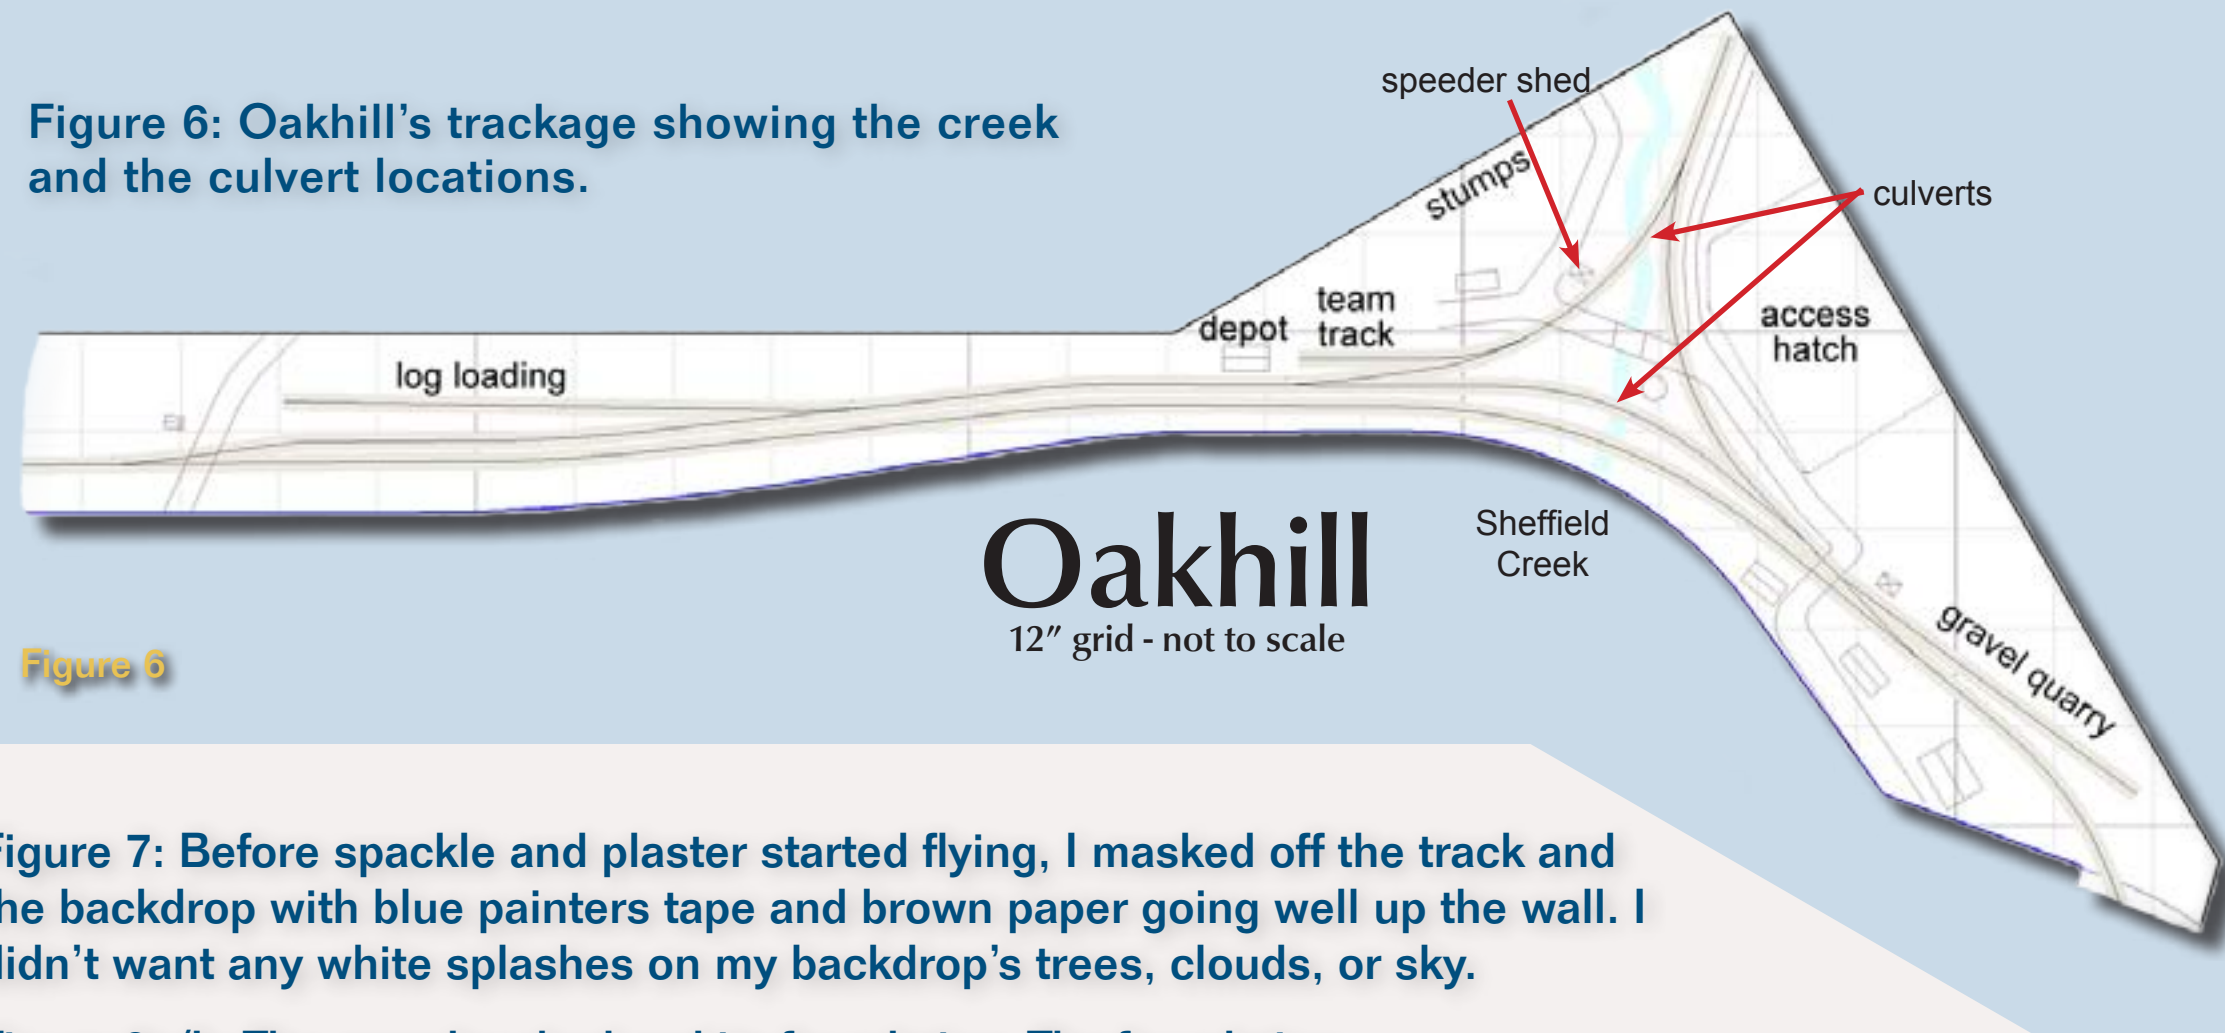 Figure 6: Oakhill's trackage showing the creek
and the culvert locations.
speeder shed
stumps
culverts
team
track
depot
access
hatch
log loading
Sheffield
Creek
Oakhill
12" grid - not to scale
gravel quarry
Figure 6
Figure 7: Before spackle and plaster started flying, I masked off the track and
the backdrop with blue painters tape and brown paper going well up the wall. I
didn't want any white splashes on my backdrop's trees, clouds, or sky.